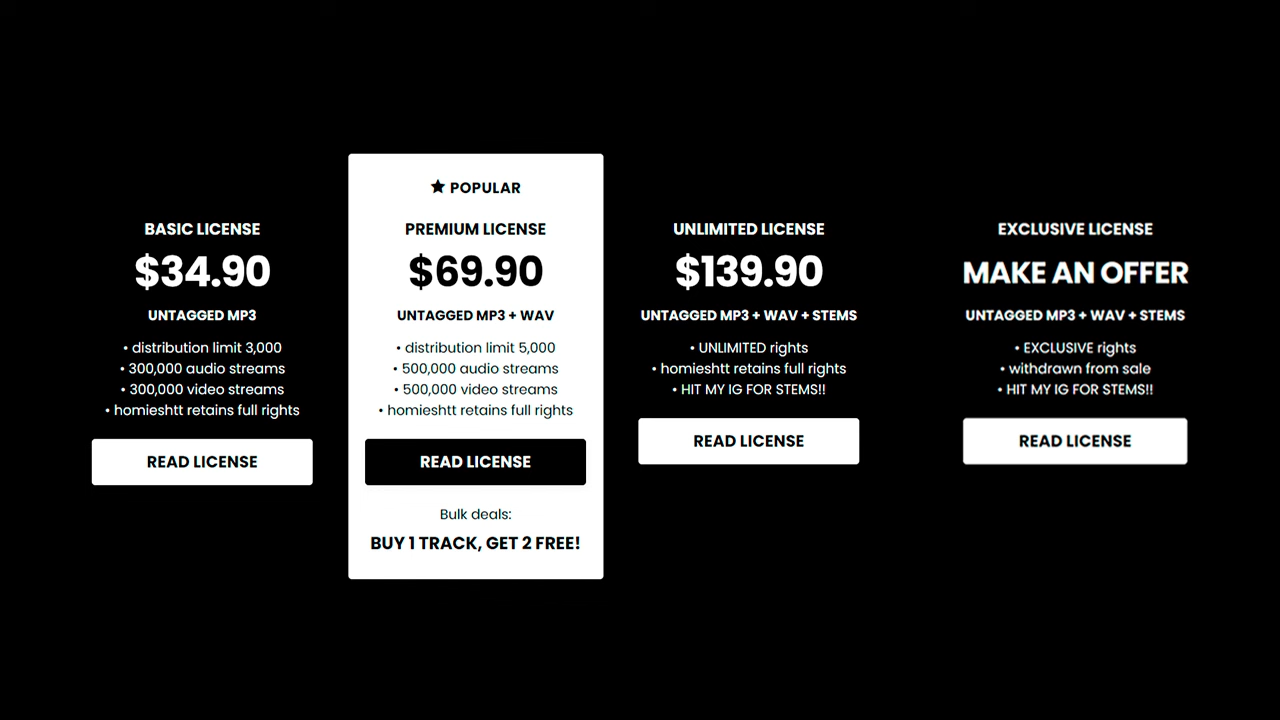 BASIC LICENSE
$34.90
UNTAGGED MP3
• distribution limit 3,000
• 300,000 audio streams
• 300,000 video streams
• homieshtt retains full rights
READ LICENSE
★ POPULAR
PREMIUM LICENSE
$69.90
UNTAGGED MP3 + WAV
• distribution limit 5,000
• 500,000 audio streams
• 500,000 video streams
• homieshtt retains full rights
READ LICENSE
Bulk deals:
BUY 1 TRACK, GET 2 FREE!
UNLIMITED LICENSE
$139.90
UNTAGGED MP3 + WAV + STEMS
• UNLIMITED rights
• homieshtt retains full rights
• HIT MY IG FOR STEMS!!
READ LICENSE
EXCLUSIVE LICENSE
MAKE AN OFFER
UNTAGGED MP3 + WAV + STEMS
• EXCLUSIVE rights
• withdrawn from sale
• HIT MY IG FOR STEMS!!
READ LICENSE